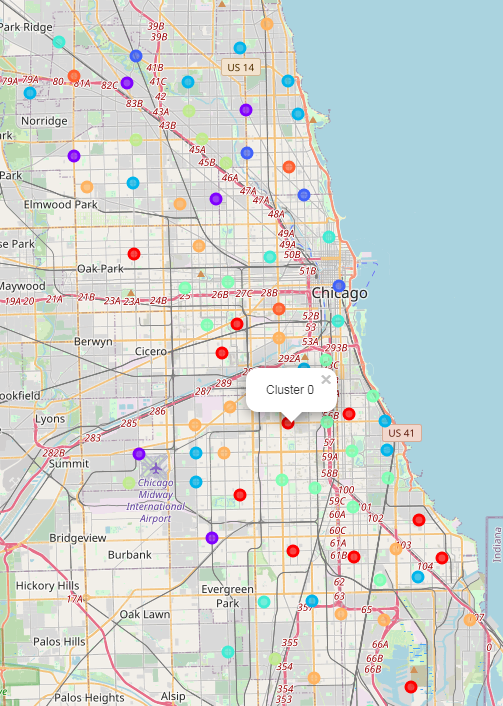 Park Ridge
39B
39B
US 14
41B
79A
79A
80
81A
82C
41C
42
83B
43A
Norridge
43B
45A
45B
46A
47A
47A
Elmwood Park
48A
49A
49A
50B
se Park
Oak Park
51B
Maywood
Chicago
19A
20
21A
21B
23A
23A
24B
25
26B
27C
28B
52B
53
Berwyn
53A
293B
Cicero
292A
289
287
Cluster 0
×
286
Lyons
285
283
56B
US 41
57
282B
Summit
59
59A
58B
Chicago
Midway
International
Airport
100
59C
101
60A
102
60C
Bridgeview
61A
103
Burbank
61B
104
Indiana
Hickory Hills
62
Evergreen
Park
63
17A
357
65
Oak Lawn
66A
Palos Hills
355
66B
354
354
Palos Heights
Alsip
353